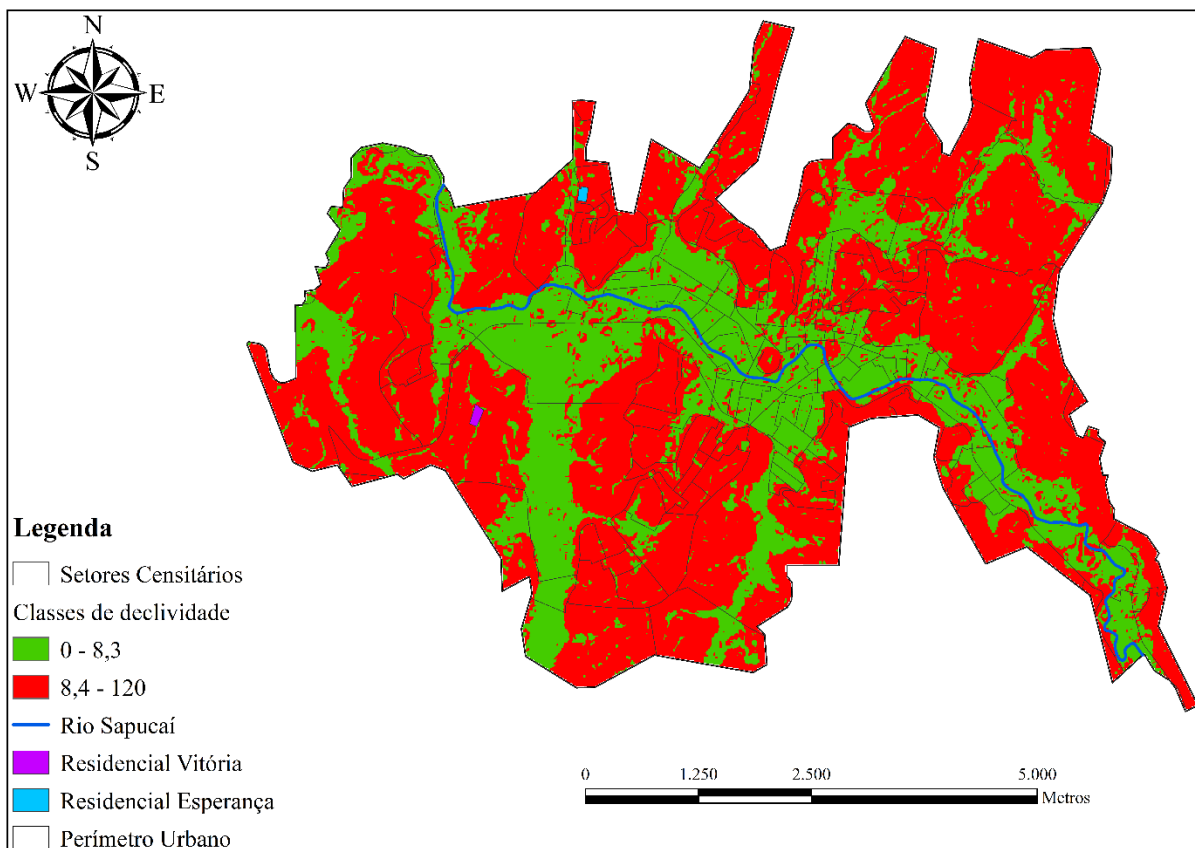 N
W E
S
Legenda
Setores Censitários
Classes de declividade
0 - 8,3
8,4 - 120
Rio Sapucaí
Residencial Vitória
Residencial Esperança
Perímetro Urbano
0 1.250 2.500 5.000
Metros